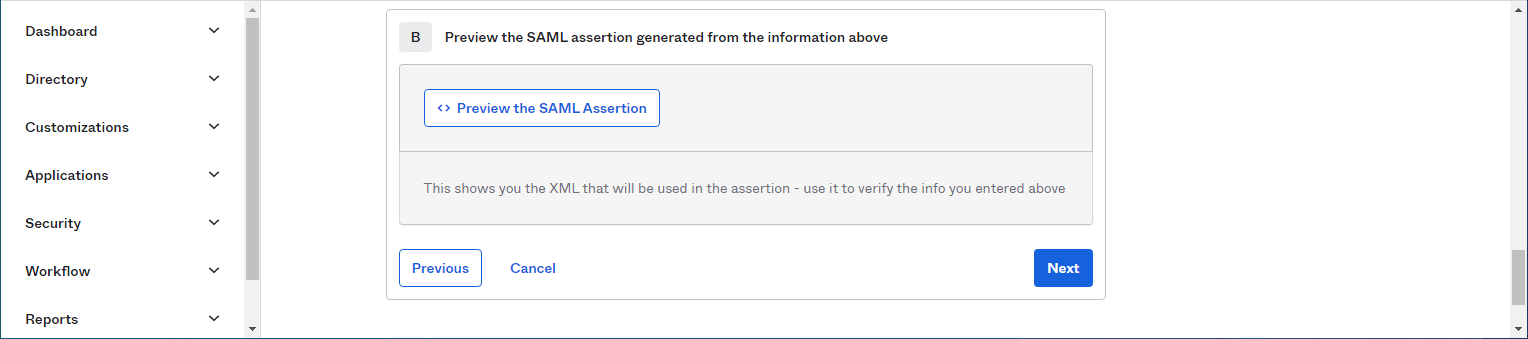 Dashboard
Directory
Customizations
Applications
Security
Workflow
Reports
B Preview the SAML assertion generated from the information above
<> Preview the SAML Assertion
This shows you the XML that will be used in the assertion - use it to verify the info you entered above
Previous Cancel Next